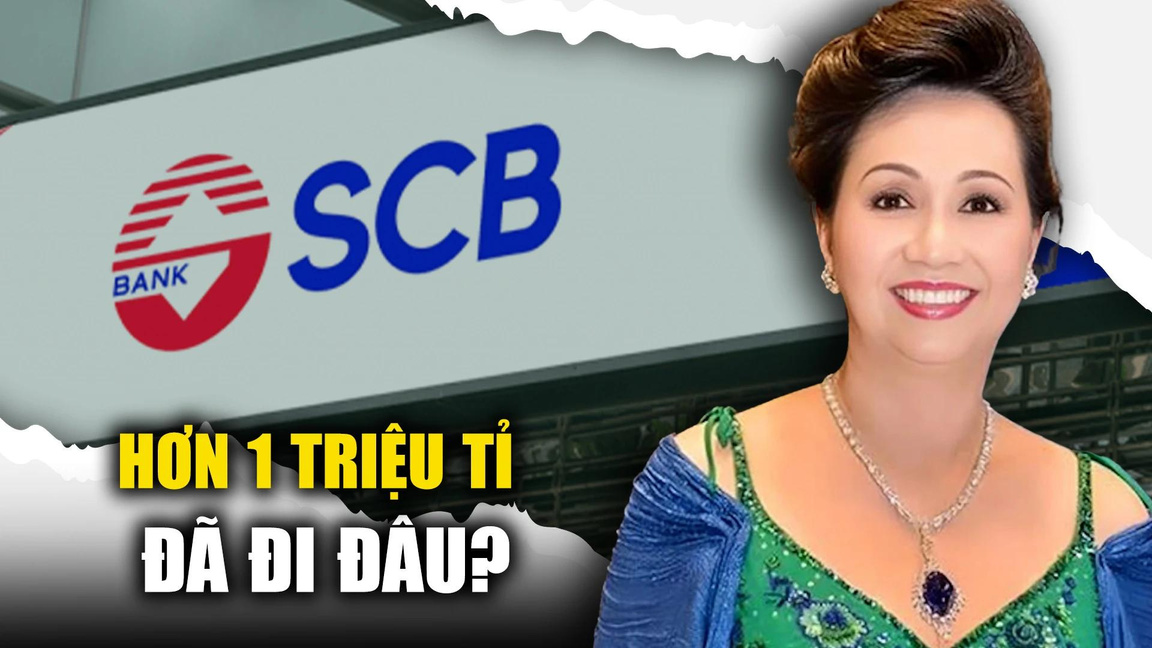 BANK
SCB
HƠN 1 TRIỆU TỈ
ĐÃ ĐI ĐÂU?